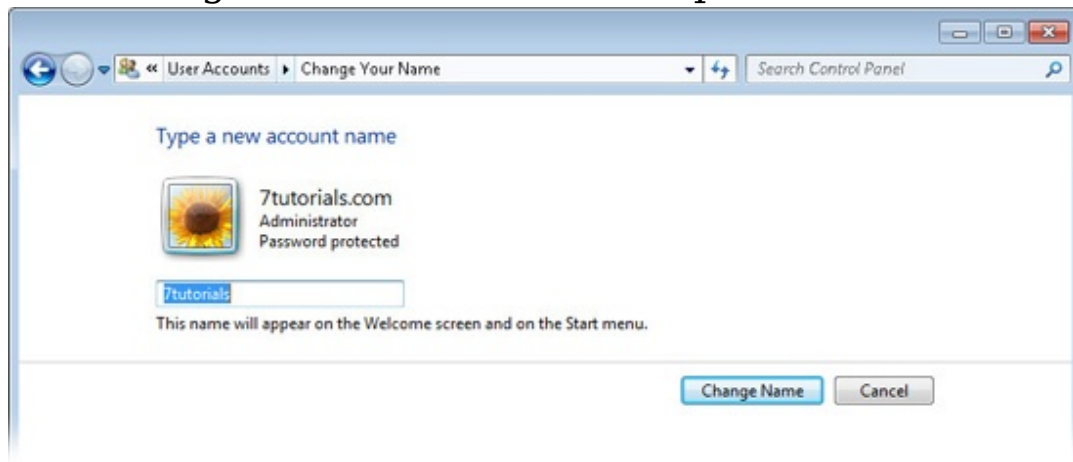 « User Accounts ▸ Change Your Name
Search Control Panel
Type a new account name
7tutorials.com
Administrator
Password protected
7tutorials
This name will appear on the Welcome screen and on the Start menu.
Change Name
Cancel